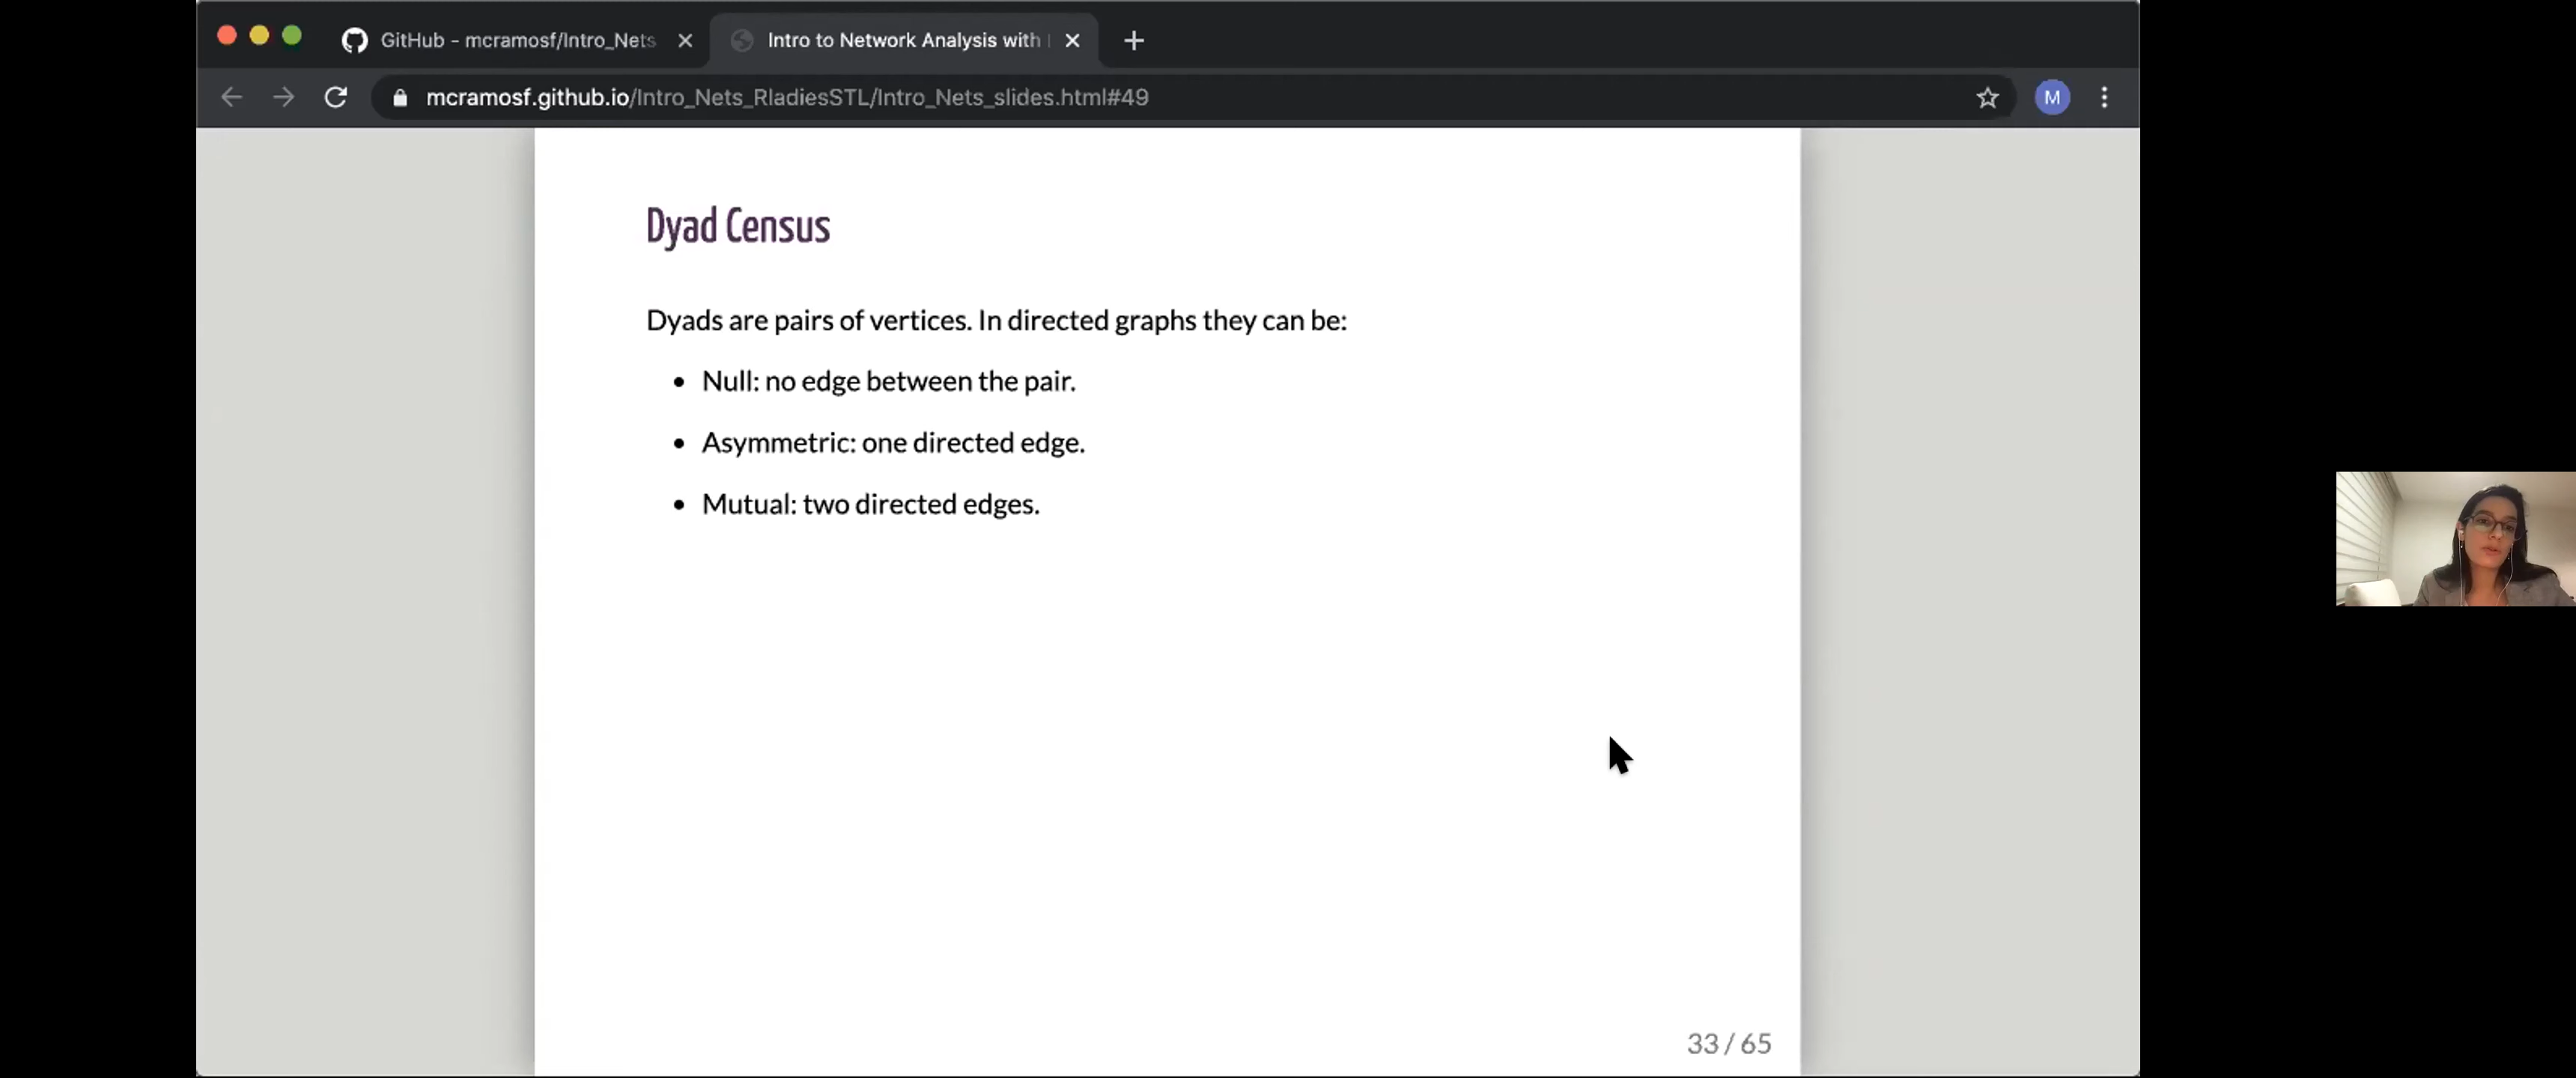 GitHub - mcramosf/Intro_Nets
Intro to Network Analysis with
mcramosf.github.io/Intro_Nets_RladiesSTL/Intro_Nets_slides.html#49
M
Dyad Census
Dyads are pairs of vertices. In directed graphs they can be:
• Null: no edge between the pair.
• Asymmetric: one directed edge.
• Mutual: two directed edges.
33 / 65